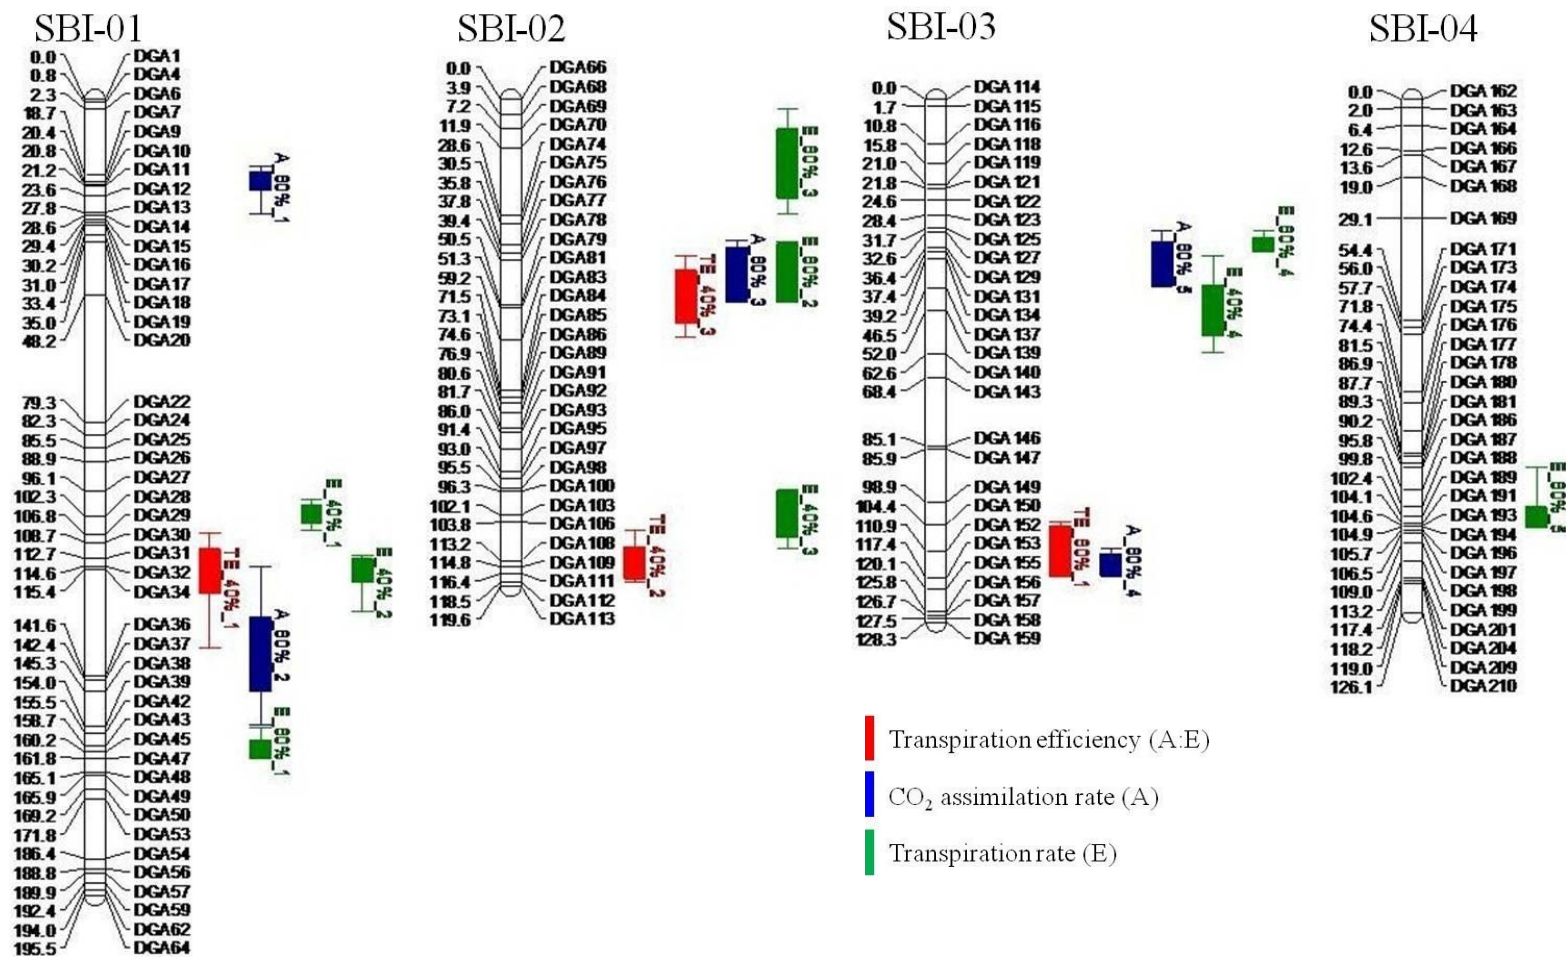 SBI-01
0.0 DGA1
0.8 DGA4
2.3 DGA6
18.7 DGA7
20.4 DGA9
20.8 DGA10
21.2 DGA11
23.6 DGA12
27.8 DGA13
28.6 DGA14
29.4 DGA15
30.2 DGA16
31.0 DGA17
33.4 DGA18
35.0 DGA19
48.2 DGA20
79.3 DGA22
82.3 DGA24
85.5 DGA25
88.9 DGA26
96.1 DGA27
102.3 DGA28
106.8 DGA29
108.7 DGA30
112.7 DGA31
114.6 DGA32
115.4 DGA34
141.6 DGA36
142.4 DGA37
145.3 DGA38
154.0 DGA39
155.5 DGA42
158.7 DGA43
160.2 DGA45
161.8 DGA47
165.1 DGA48
165.9 DGA49
169.2 DGA50
171.8 DGA53
186.4 DGA54
188.8 DGA56
189.9 DGA57
192.4 DGA59
194.0 DGA62
195.5 DGA64
A_80%_1
E_40%_1
TE_40%_1
E_40%_2
A_80%_2
E_80%_1
SBI-02
0.0 DGA66
3.9 DGA68
7.2 DGA69
11.9 DGA70
28.6 DGA74
30.5 DGA75
35.8 DGA76
37.8 DGA77
39.4 DGA78
50.5 DGA79
51.3 DGA81
59.2 DGA83
71.5 DGA84
73.1 DGA85
74.6 DGA86
76.9 DGA89
80.6 DGA91
81.7 DGA92
86.0 DGA93
91.4 DGA95
93.0 DGA97
95.5 DGA98
96.3 DGA100
102.1 DGA103
103.8 DGA106
113.2 DGA108
114.8 DGA109
116.4 DGA111
118.5 DGA112
119.6 DGA113
E_80%_3
TE_40%_3
A_80%_3
E_80%_2
E_40%_3
TE_40%_2
SBI-03
0.0 DGA114
1.7 DGA115
10.8 DGA116
15.8 DGA118
21.0 DGA119
21.8 DGA121
24.6 DGA122
28.4 DGA123
31.7 DGA125
32.6 DGA127
36.4 DGA129
37.4 DGA131
39.2 DGA134
46.5 DGA137
52.0 DGA139
62.6 DGA140
68.4 DGA143
85.1 DGA146
85.9 DGA147
98.9 DGA149
104.4 DGA150
110.9 DGA152
117.4 DGA153
120.1 DGA155
125.8 DGA156
126.7 DGA157
127.5 DGA158
128.3 DGA159
A_80%_5
E_40%_4
E_80%_4
TE_80%_1
A_80%_4
SBI-04
0.0 DGA162
2.0 DGA163
6.4 DGA164
12.6 DGA166
13.6 DGA167
19.0 DGA168
29.1 DGA169
54.4 DGA171
56.0 DGA173
57.7 DGA174
71.8 DGA175
74.4 DGA176
81.5 DGA177
86.9 DGA178
87.7 DGA180
89.3 DGA181
90.2 DGA186
95.8 DGA187
99.8 DGA188
102.4 DGA189
104.1 DGA191
104.6 DGA193
104.9 DGA194
105.7 DGA196
106.5 DGA197
109.0 DGA198
113.2 DGA199
117.4 DGA201
118.2 DGA204
119.0 DGA209
126.1 DGA210
E_80%_5
Transpiration efficiency (A:E)
CO₂ assimilation rate (A)
Transpiration rate (E)